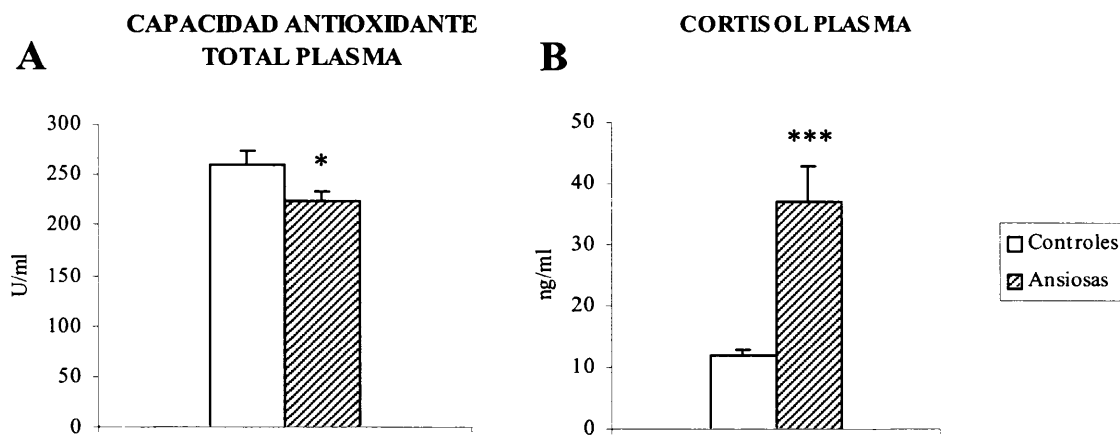 CAPACIDAD ANTIOXIDANTE
TOTAL PLASMA
A
CORTISOL PLASMA
B
300
250
200
150
100
50
0
U/ml
*
50
40
30
20
10
0
ng/ml
***
Controles
Ansiosas